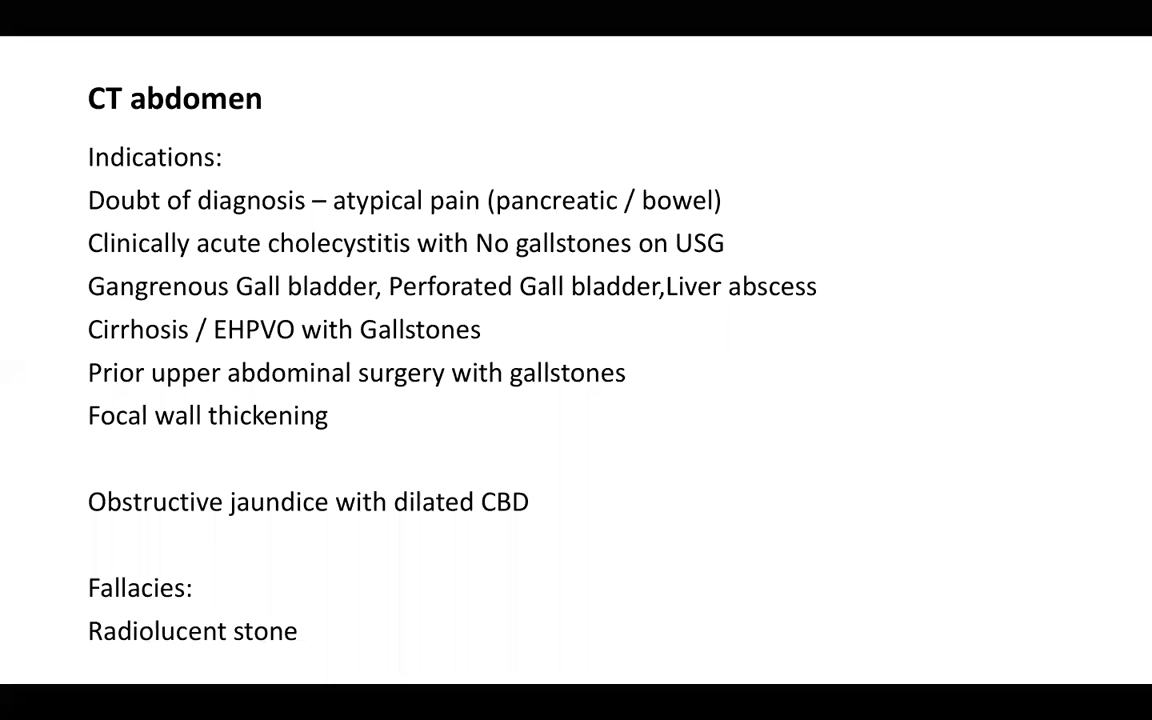 CT abdomen
Indications:
Doubt of diagnosis – atypical pain (pancreatic / bowel)
Clinically acute cholecystitis with No gallstones on USG
Gangrenous Gall bladder, Perforated Gall bladder,Liver abscess
Cirrhosis / EHPVO with Gallstones
Prior upper abdominal surgery with gallstones
Focal wall thickening
Obstructive jaundice with dilated CBD
Fallacies:
Radiolucent stone